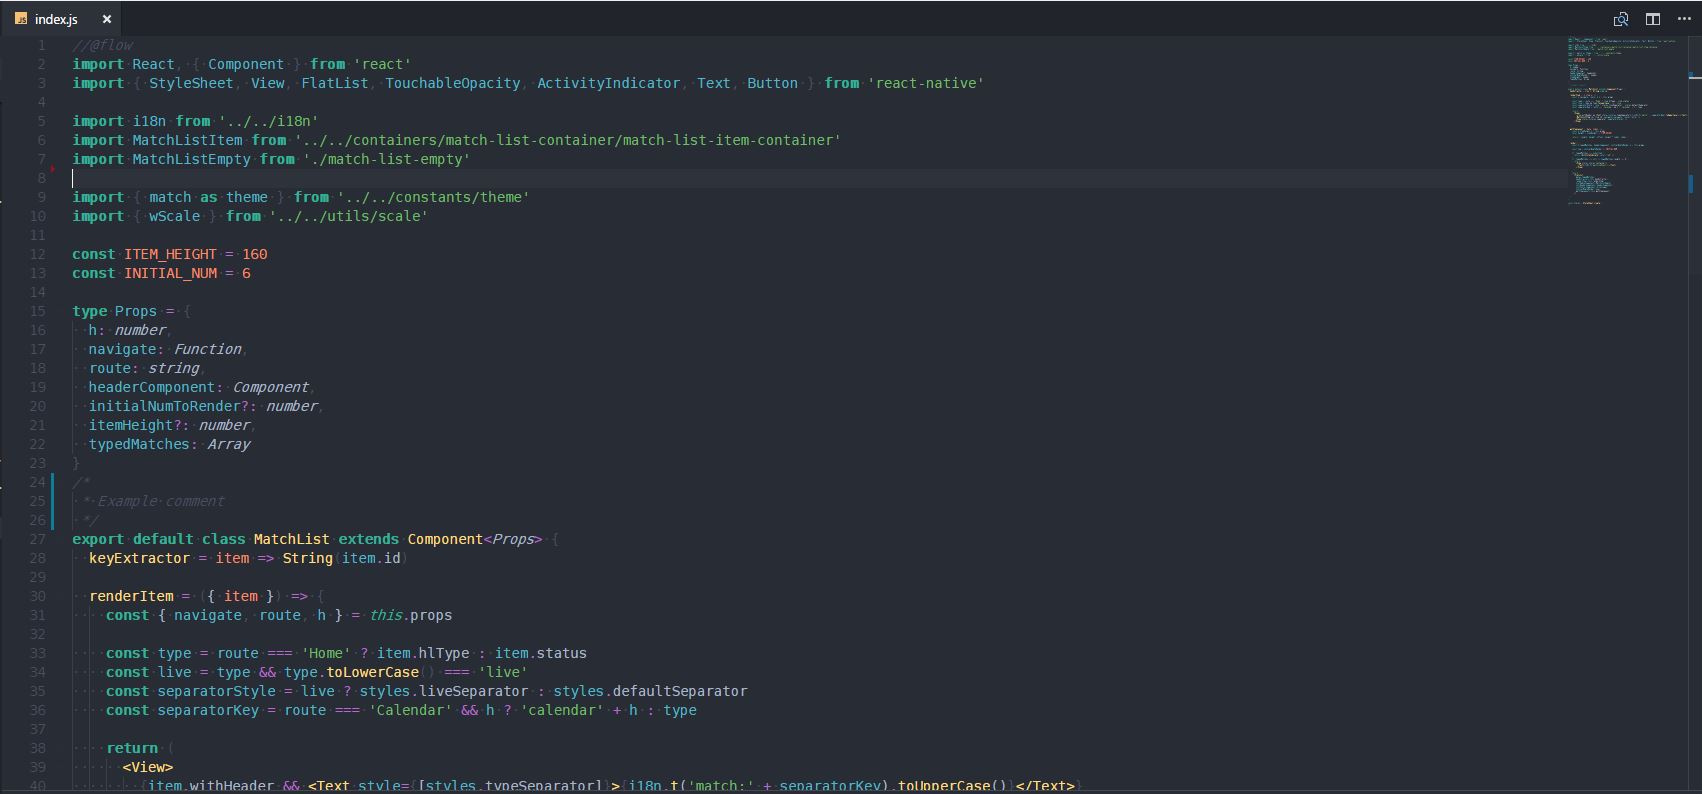 index.js
1 //@flow
2 import React, { Component } from 'react'
3 import { StyleSheet, View, FlatList, TouchableOpacity, ActivityIndicator, Text, Button } from 'react-native'
4
5 import i18n from '../../i18n'
6 import MatchListItem from '../../containers/match-list-container/match-list-item-container'
7 import MatchListEmpty from './match-list-empty'
8
9 import { match as theme } from '../../constants/theme'
10 import { wScale } from '../../utils/scale'
11
12 const ITEM_HEIGHT = 160
13 const INITIAL_NUM = 6
14
15 type Props = {
16   h: number,
17   navigate: Function,
18   route: string,
19   headerComponent: Component,
20   initialNumToRender?: number,
21   itemHeight?: number,
22   typedMatches: Array
23 }
24 /*
25  * Example comment
26  */
27 export default class MatchList extends Component<Props> {
28   keyExtractor = item => String(item.id)
29
30   renderItem = ({ item }) => {
31     const { navigate, route, h } = this.props
32
33     const type = route === 'Home' ? item.hlType : item.status
34     const live = type && type.toLowerCase() === 'live'
35     const separatorStyle = live ? styles.liveSeparator : styles.defaultSeparator
36     const separatorKey = route === 'Calendar' && h ? 'calendar' + h : type
37
38     return (
39       <View>
40         {item.withHeader && <Text style={[styles.typeSeparator]}>{i18n.t('match:' + separatorKey).toUpperCase()}</Text>}